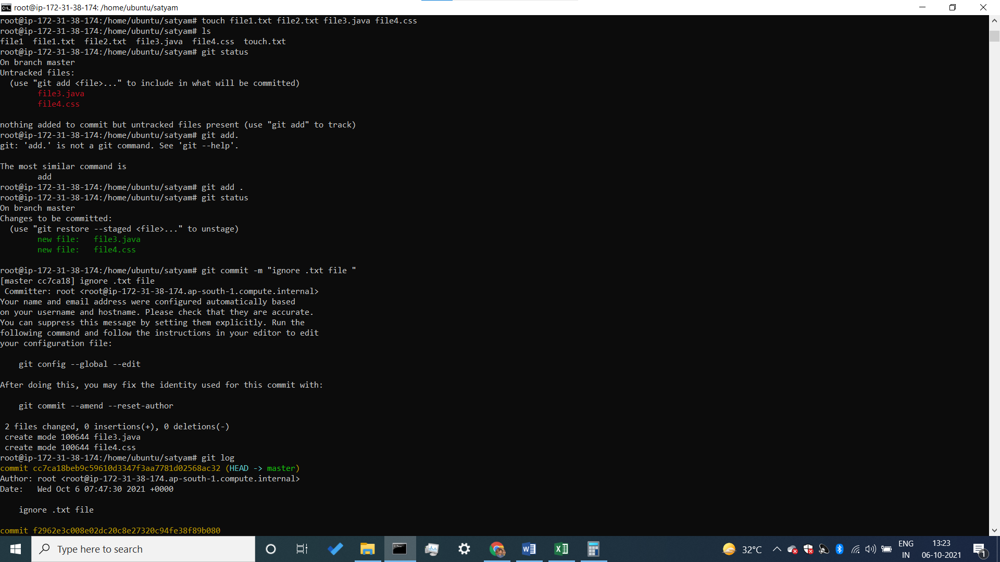 root@ip-172-31-38-174: /home/ubuntu/satyam
root@ip-172-31-38-174:/home/ubuntu/satyam# touch file1.txt file2.txt file3.java file4.css
root@ip-172-31-38-174:/home/ubuntu/satyam# ls
file1  file1.txt  file2.txt  file3.java  file4.css  touch.txt
root@ip-172-31-38-174:/home/ubuntu/satyam# git status
On branch master
Untracked files:
  (use "git add <file>..." to include in what will be committed)
        file3.java
        file4.css

nothing added to commit but untracked files present (use "git add" to track)
root@ip-172-31-38-174:/home/ubuntu/satyam# git add.
git: 'add.' is not a git command. See 'git --help'.

The most similar command is
        add
root@ip-172-31-38-174:/home/ubuntu/satyam# git add .
root@ip-172-31-38-174:/home/ubuntu/satyam# git status
On branch master
Changes to be committed:
  (use "git restore --staged <file>..." to unstage)
        new file:   file3.java
        new file:   file4.css

root@ip-172-31-38-174:/home/ubuntu/satyam# git commit -m "ignore .txt file "
[master cc7ca18] ignore .txt file
 Committer: root <root@ip-172-31-38-174.ap-south-1.compute.internal>
Your name and email address were configured automatically based
on your username and hostname. Please check that they are accurate.
You can suppress this message by setting them explicitly. Run the
following command and follow the instructions in your editor to edit
your configuration file:

    git config --global --edit

After doing this, you may fix the identity used for this commit with:

    git commit --amend --reset-author

 2 files changed, 0 insertions(+), 0 deletions(-)
 create mode 100644 file3.java
 create mode 100644 file4.css
root@ip-172-31-38-174:/home/ubuntu/satyam# git log
commit cc7ca18beb9c59610d3347f3aa7781d02568ac32 (HEAD -> master)
Author: root <root@ip-172-31-38-174.ap-south-1.compute.internal>
Date:   Wed Oct 6 07:47:30 2021 +0000

    ignore .txt file

commit f2962e3c008e02dc20c8e27320c94fe38f89b080
Type here to search
32°C
ENG
IN
13:23
06-10-2021
1